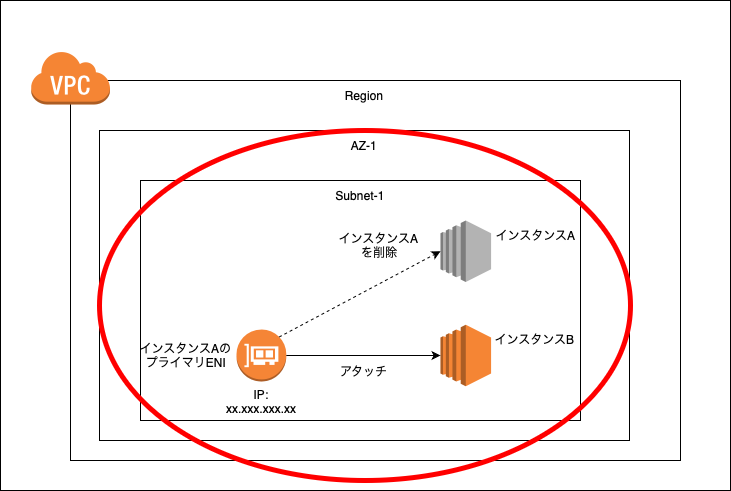 VPC
Region
AZ-1
Subnet-1
インスタンスA
を削除
インスタンスA
インスタンスAの
プライマリENI
インスタンスB
アタッチ
IP:
xx.xxx.xxx.xx